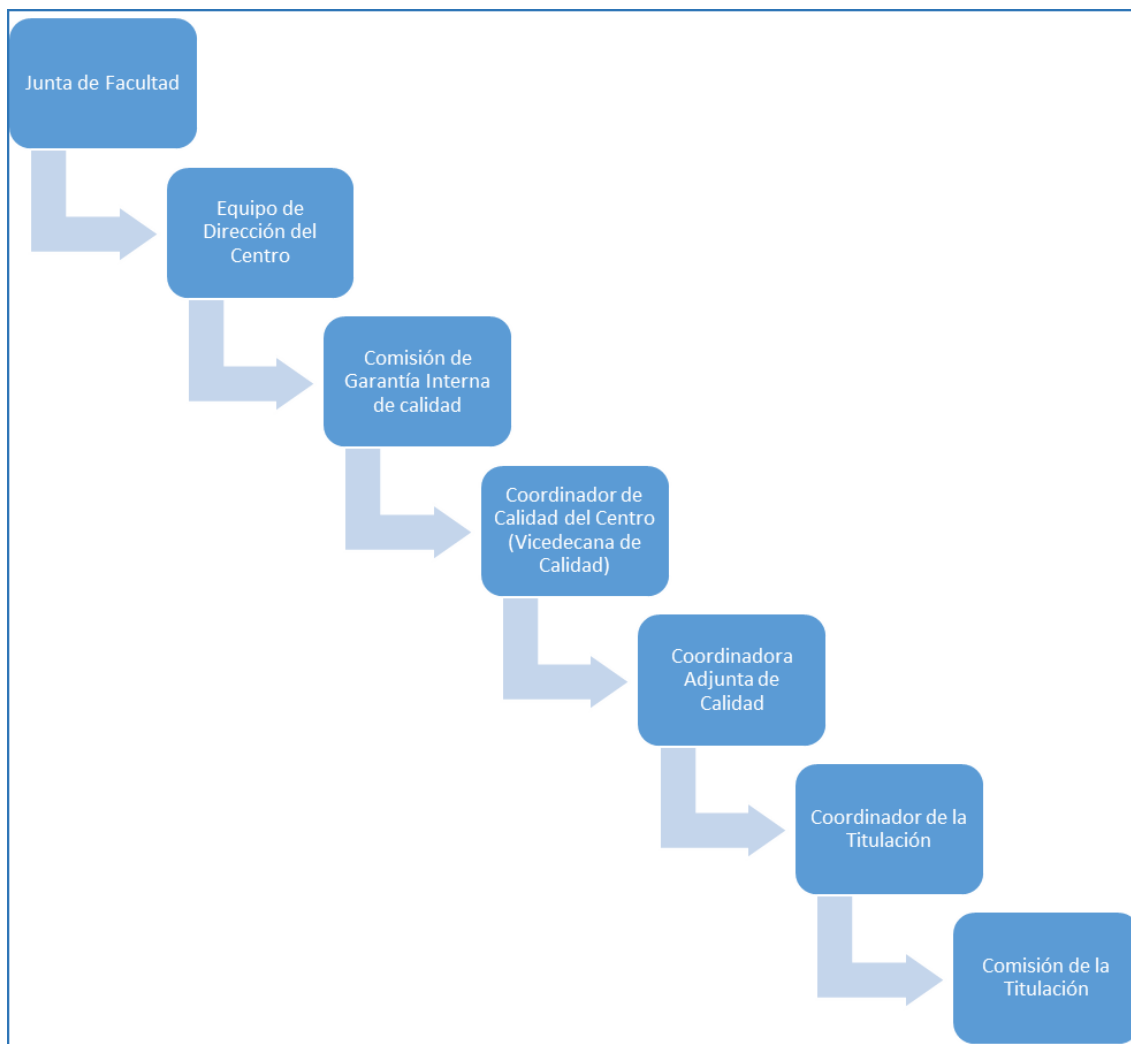 Junta de Facultad
Equipo de
Dirección del
Centro
Comisión de
Garantía Interna
de calidad
Coordinador de
Calidad del Centro
(Vicedecana de
Calidad)
Coordinadora
Adjunta de
Calidad
Coordinador de la
Titulación
Comisión de la
Titulación